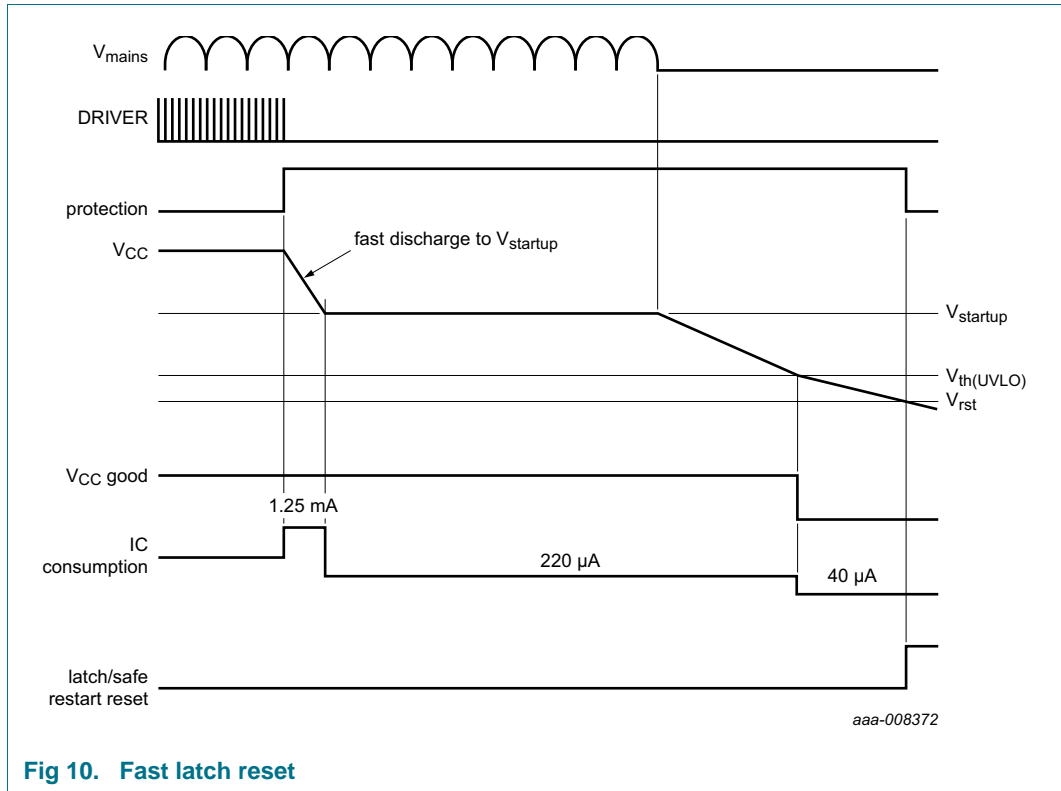 Vmains
DRIVER
protection
VCC
fast discharge to Vstartup
Vstartup
Vth(UVLO)
Vrst
VCC good
1.25 mA
IC
consumption
220 µA
40 µA
latch/safe
restart reset
aaa-008372
Fig 10. Fast latch reset